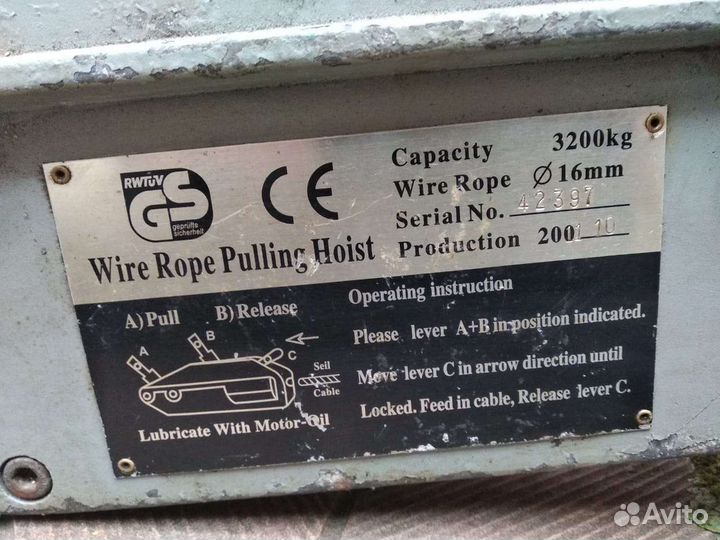 RWTÜV
GS
geprüfte
sicherheit
CE
Capacity 3200kg
Wire Rope Ø16mm
Serial No. 42397
Production 2001 10
Wire Rope Pulling Hoist
A) Pull B) Release
A
B
C
Seil
Cable
Lubricate With Motor-Oil
Operating instruction
Please lever A+B in position indicated.
Move lever C in arrow direction until
Locked. Feed in cable, Release lever C.
Avito